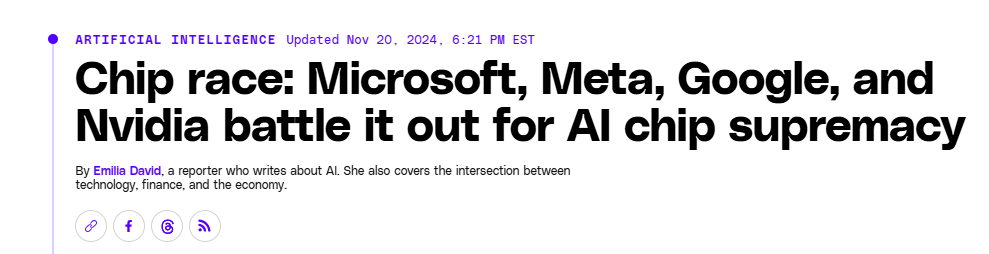 ARTIFICIAL INTELLIGENCE Updated Nov 20, 2024, 6:21 PM EST
Chip race: Microsoft, Meta, Google, and
Nvidia battle it out for AI chip supremacy
By Emilia David, a reporter who writes about AI. She also covers the intersection between
technology, finance, and the economy.